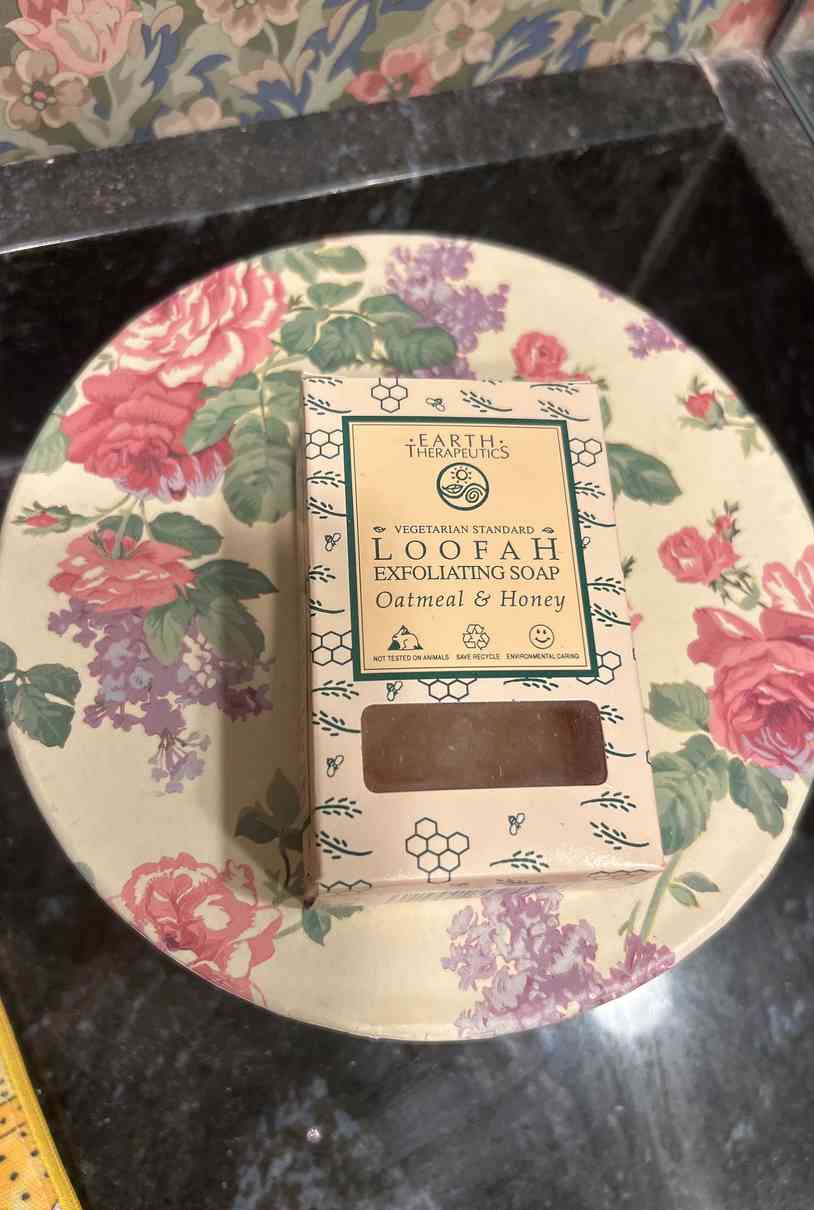 ·EARTH·
THERAPEUTICS
VEGETARIAN STANDARD
LOOFAH
EXFOLIATING SOAP
Oatmeal & Honey
NOT TESTED ON ANIMALS SAVE RECYCLE ENVIRONMENTAL CARING